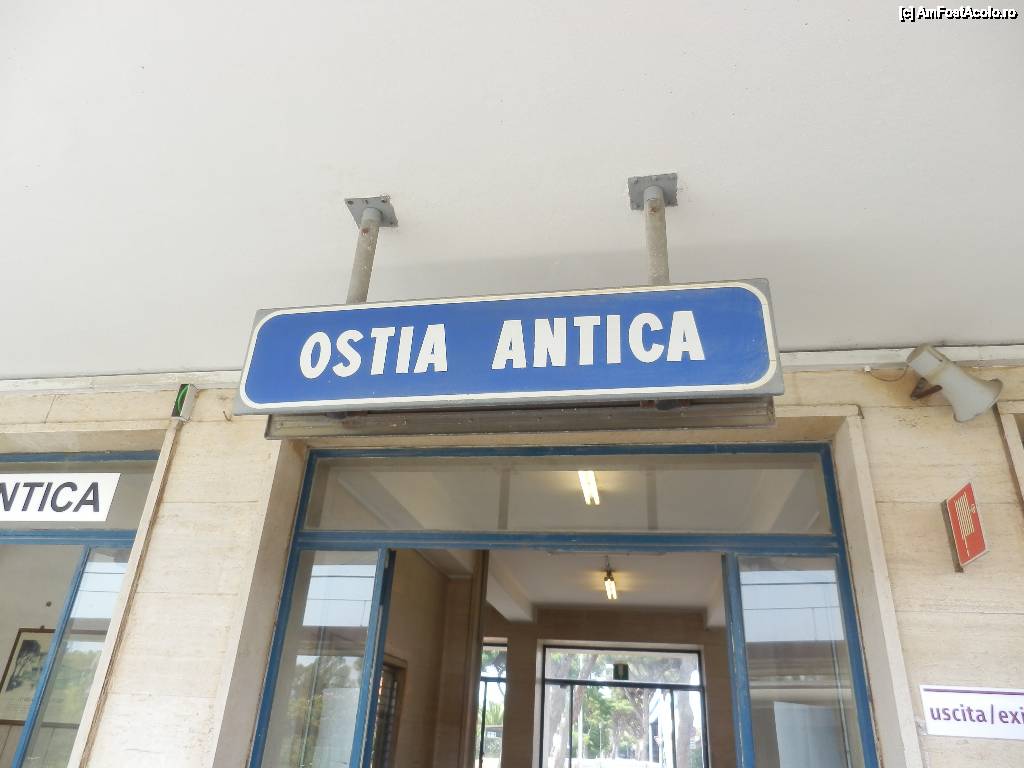 [c] AmFostAcolo.ro
OSTIA ANTICA
NTICA
uscita/exi